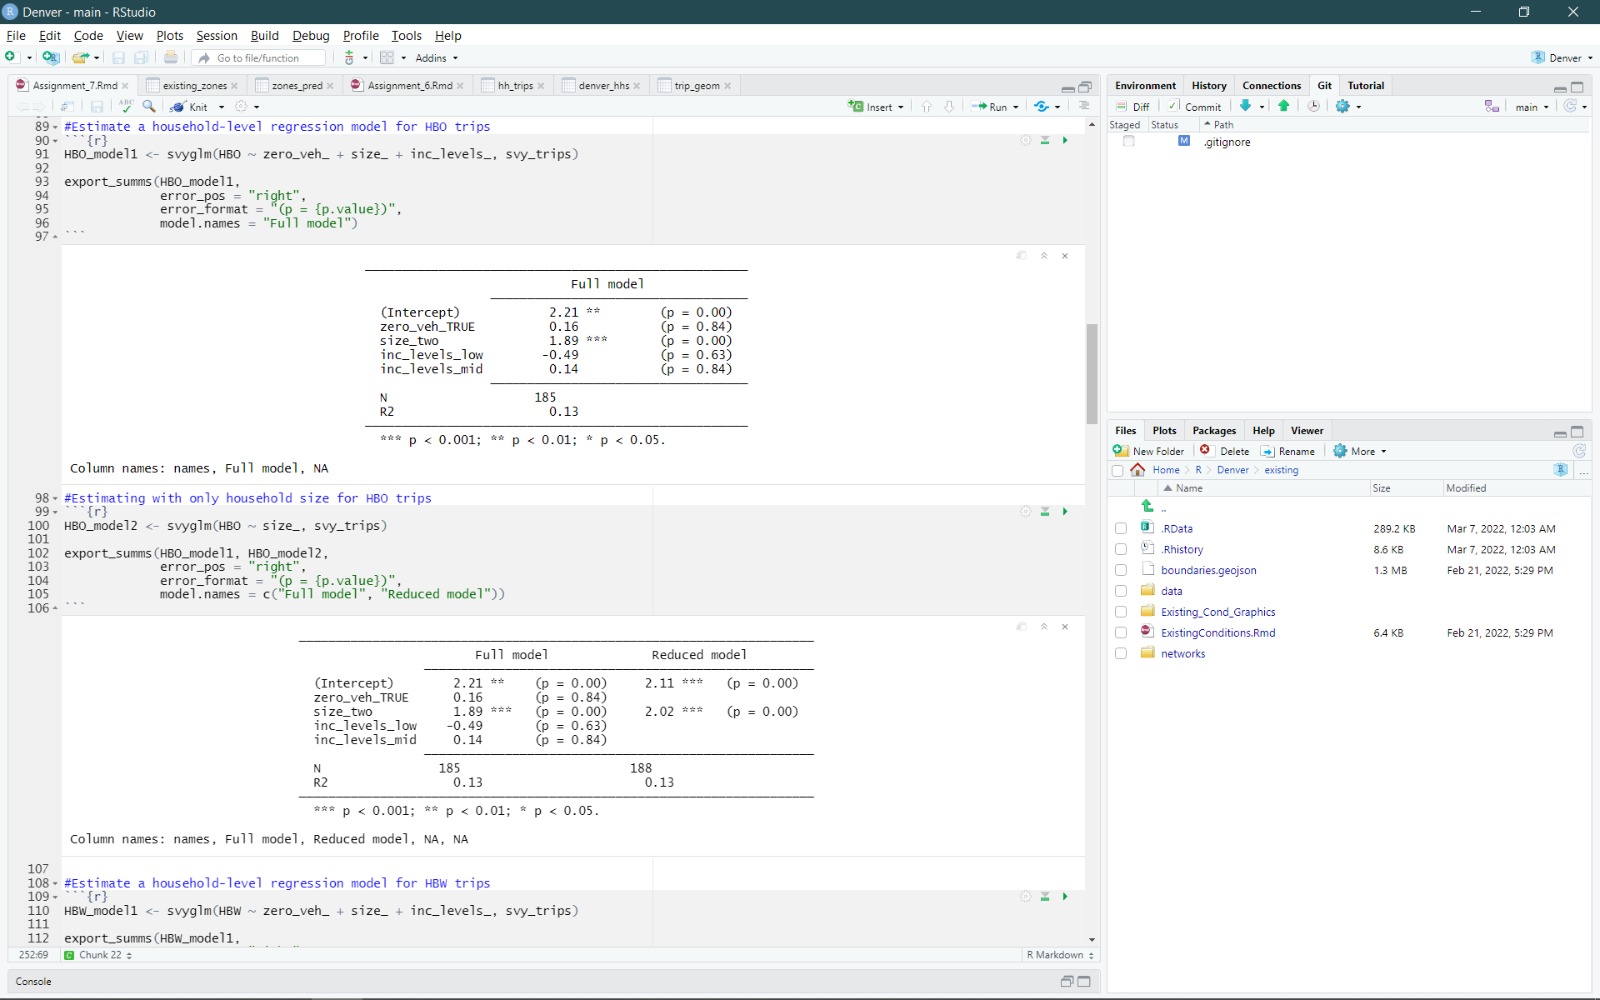 Denver - main - RStudio
File Edit Code View Plots Session Build Debug Profile Tools Help
Go to file/function Addins Denver
Assignment_7.Rmd existing_zones zones_pred Assignment_6.Rmd hh_trips denver_hhs trip_geom
ABC Knit Insert Run
89 #Estimate a household-level regression model for HBO trips
90 ```{r}
91 HBO_model1 <- svyglm(HBO ~ zero_veh_ + size_ + inc_levels_, svy_trips)
92
93 export_summs(HBO_model1,
94 error_pos = "right",
95 error_format = "(p = {p.value})",
96 model.names = "Full model")
97 ```
Full model
(Intercept) 2.21 ** (p = 0.00)
zero_veh_TRUE 0.16 (p = 0.84)
size_two 1.89 *** (p = 0.00)
inc_levels_low -0.49 (p = 0.63)
inc_levels_mid 0.14 (p = 0.84)
N 185
R2 0.13
*** p < 0.001; ** p < 0.01; * p < 0.05.
Column names: names, Full model, NA
98 #Estimating with only household size for HBO trips
99 ```{r}
100 HBO_model2 <- svyglm(HBO ~ size_, svy_trips)
101
102 export_summs(HBO_model1, HBO_model2,
103 error_pos = "right",
104 error_format = "(p = {p.value})",
105 model.names = c("Full model", "Reduced model"))
106 ```
Full model Reduced model
(Intercept) 2.21 ** (p = 0.00) 2.11 *** (p = 0.00)
zero_veh_TRUE 0.16 (p = 0.84)
size_two 1.89 *** (p = 0.00) 2.02 *** (p = 0.00)
inc_levels_low -0.49 (p = 0.63)
inc_levels_mid 0.14 (p = 0.84)
N 185 188
R2 0.13 0.13
*** p < 0.001; ** p < 0.01; * p < 0.05.
Column names: names, Full model, Reduced model, NA, NA
107
108 #Estimate a household-level regression model for HBW trips
109 ```{r}
110 HBW_model1 <- svyglm(HBW ~ zero_veh_ + size_ + inc_levels_, svy_trips)
111
112 export_summs(HBW_model1,
252:69 Chunk 22 R Markdown
Console
Environment History Connections Git Tutorial
Diff Commit main
Staged Status Path
M .gitignore
Files Plots Packages Help Viewer
New Folder Delete Rename More
Home R Denver existing ...
Name Size Modified
..
.RData 289.2 KB Mar 7, 2022, 12:03 AM
.Rhistory 8.6 KB Mar 7, 2022, 12:03 AM
boundaries.geojson 1.3 MB Feb 21, 2022, 5:29 PM
data
Existing_Cond_Graphics
ExistingConditions.Rmd 6.4 KB Feb 21, 2022, 5:29 PM
networks